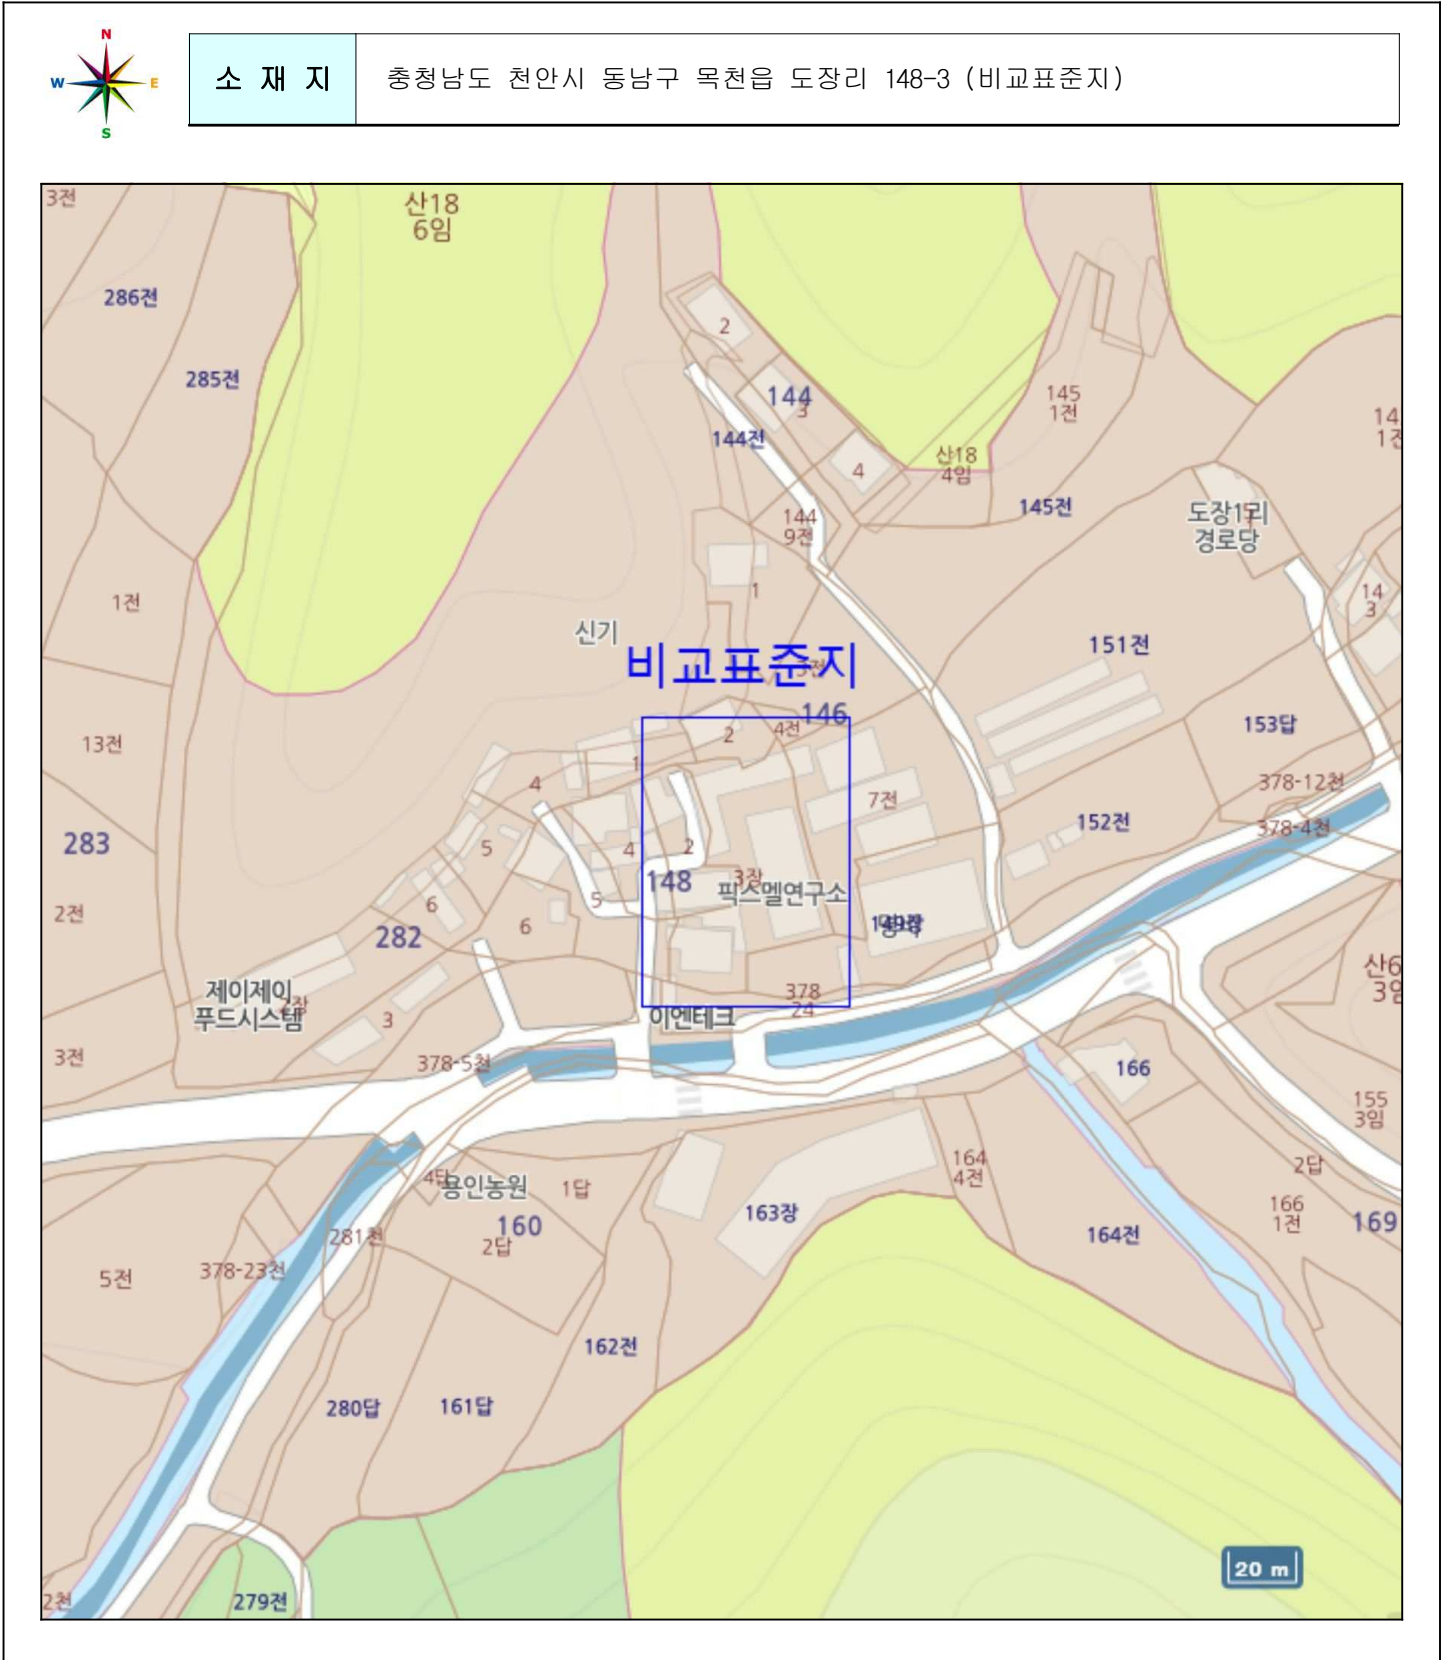 N
W
E
S
소 재 지
충청남도 천안시 동남구 목천읍 도장리 148-3 (비교표준지)
3전
산18
6임
286전
285전
2
144
3
144전
4
산18
4임
145
1전
145전
144
9전
도장1리
경로당
1
1전
신기
비교표준지
3전
151전
14
3
146
4전
2
1
153답
13전
4
7전
378-12천
378-4천
152전
283
5
4
2
148
3장
픽스멜연구소
6
5
2전
282
6
산6
제이제이
푸드시스템
3
378
24
이엔테크
3전
378-5천
166
155
3임
4답
용인농원
1답
164
4전
2답
160
2답
163장
166
1전
169
281천
164전
5전
378-23천
162전
280답
161답
20 m
2천
279전